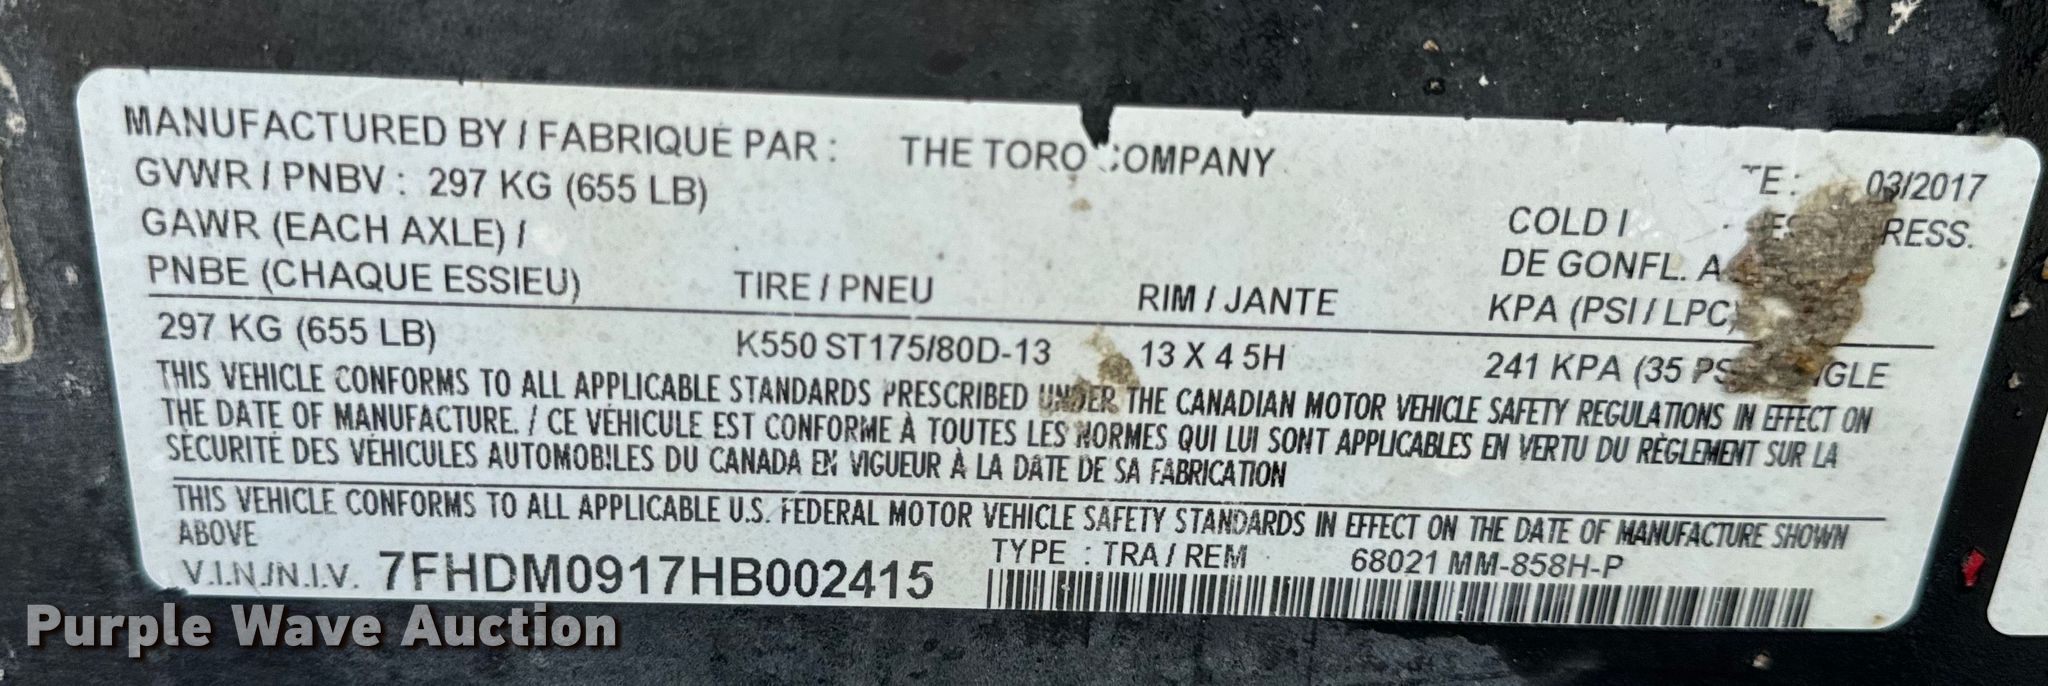 MANUFACTURED BY / FABRIQUE PAR : THE TORO COMPANY
GVWR / PNBV : 297 KG (655 LB) TE : 03/2017
GAWR (EACH AXLE) / COLD I RESS.
PNBE (CHAQUE ESSIEU) TIRE / PNEU RIM / JANTE DE GONFL. A
KPA (PSI / LPC)
297 KG (655 LB) K550 ST175/80D-13 13 X 4 5H 241 KPA (35 PS GLE
THIS VEHICLE CONFORMS TO ALL APPLICABLE STANDARDS PRESCRIBED UNDER THE CANADIAN MOTOR VEHICLE SAFETY REGULATIONS IN EFFECT ON
THE DATE OF MANUFACTURE. / CE VÉHICULE EST CONFORME À TOUTES LES NORMES QUI LUI SONT APPLICABLES EN VERTU DU RÈGLEMENT SUR LA
SÉCURITÉ DES VÉHICULES AUTOMOBILES DU CANADA EN VIGUEUR À LA DATE DE SA FABRICATION
THIS VEHICLE CONFORMS TO ALL APPLICABLE U.S. FEDERAL MOTOR VEHICLE SAFETY STANDARDS IN EFFECT ON THE DATE OF MANUFACTURE SHOWN
ABOVE
TYPE : TRA / REM 68021 MM-858H-P
V.I.N./N.I.V. 7FHDM0917HB002415
Purple Wave Auction